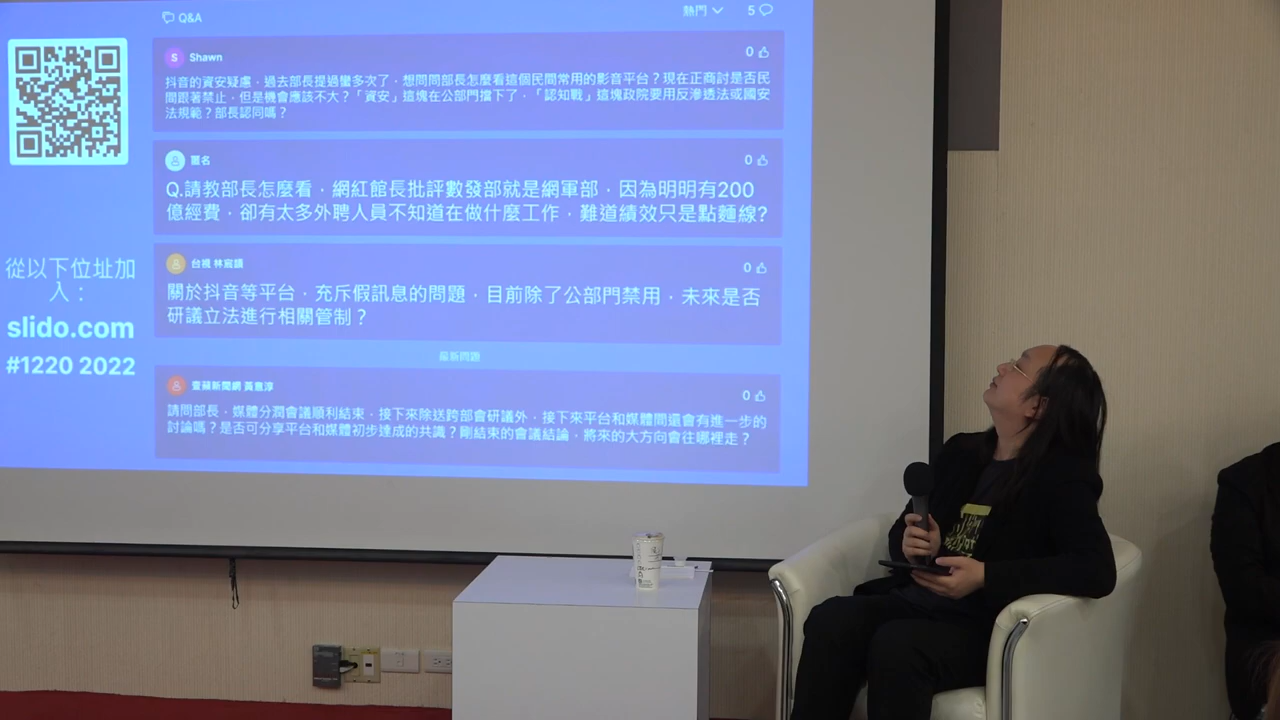 Q&A
熱門
5
S
Shawn
0
抖音的資安疑慮，過去部長提過蠻多次了，想問問部長怎麼看這個民間常用的影音平台？現在正商討是否民
間跟著禁止，但是機會應該不大？「資安」這塊在公部門擋下了，「認知戰」這塊政院要用反滲透法或國安
法規範？部長認同嗎？
匿名
0
Q.請教部長怎麼看，網紅館長批評數發部就是網軍部，因為明明有200
億經費，卻有太多外聘人員不知道在做什麼工作，難道績效只是點麵線?
台視 林宸
0
關於抖音等平台，充斥假訊息的問題，目前除了公部門禁用，未來是否
研議立法進行相關管制？
最新問題
壹蘋新聞網 黃意淳
0
請問部長，媒體分潤會議順利結束，接下來除送跨部會研議外，接下來平台和媒體間還會有進一步的
討論嗎？是否可分享平台和媒體初步達成的共識？剛結束的會議結論，將來的大方向會往哪裡走？
從以下位址加
入：
slido.com
#1220 2022